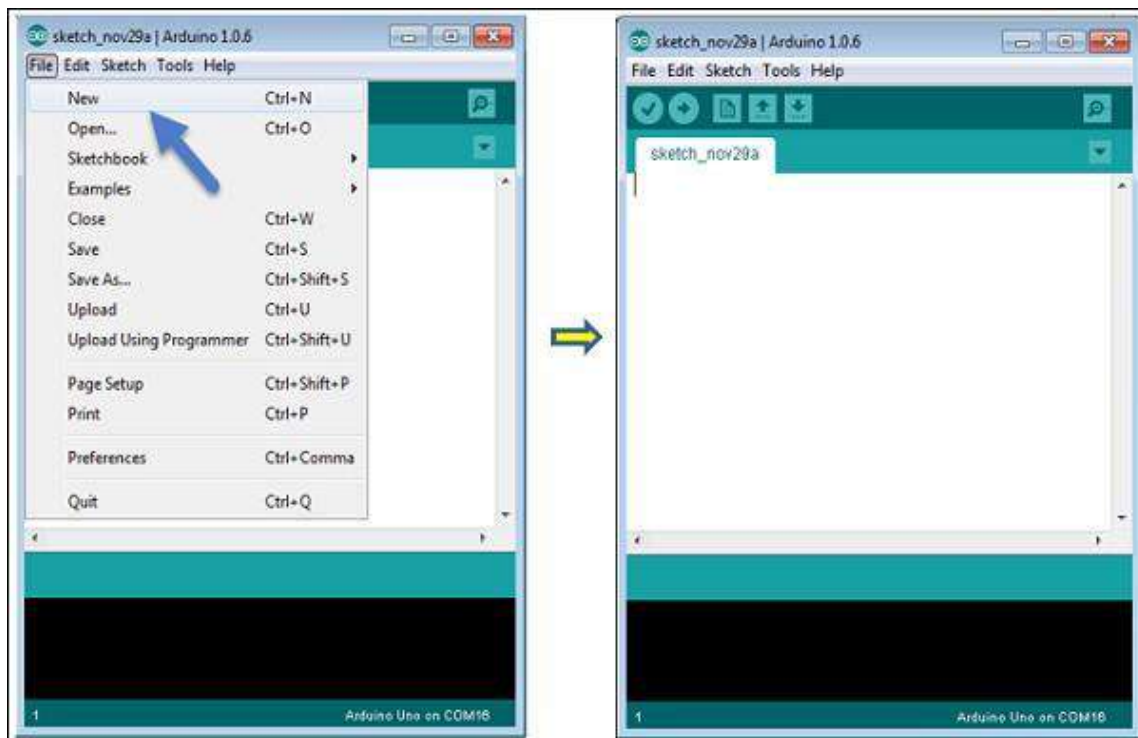 sketch_nov29a | Arduino 1.0.6
File Edit Sketch Tools Help
New Ctrl+N
Open... Ctrl+O
Sketchbook
Examples
Close Ctrl+W
Save Ctrl+S
Save As... Ctrl+Shift+S
Upload Ctrl+U
Upload Using Programmer Ctrl+Shift+U
Page Setup Ctrl+Shift+P
Print Ctrl+P
Preferences Ctrl+Comma
Quit Ctrl+Q
1 Arduino Uno on COM16
sketch_nov29a | Arduino 1.0.6
File Edit Sketch Tools Help
sketch_nov29a
1 Arduino Uno on COM16